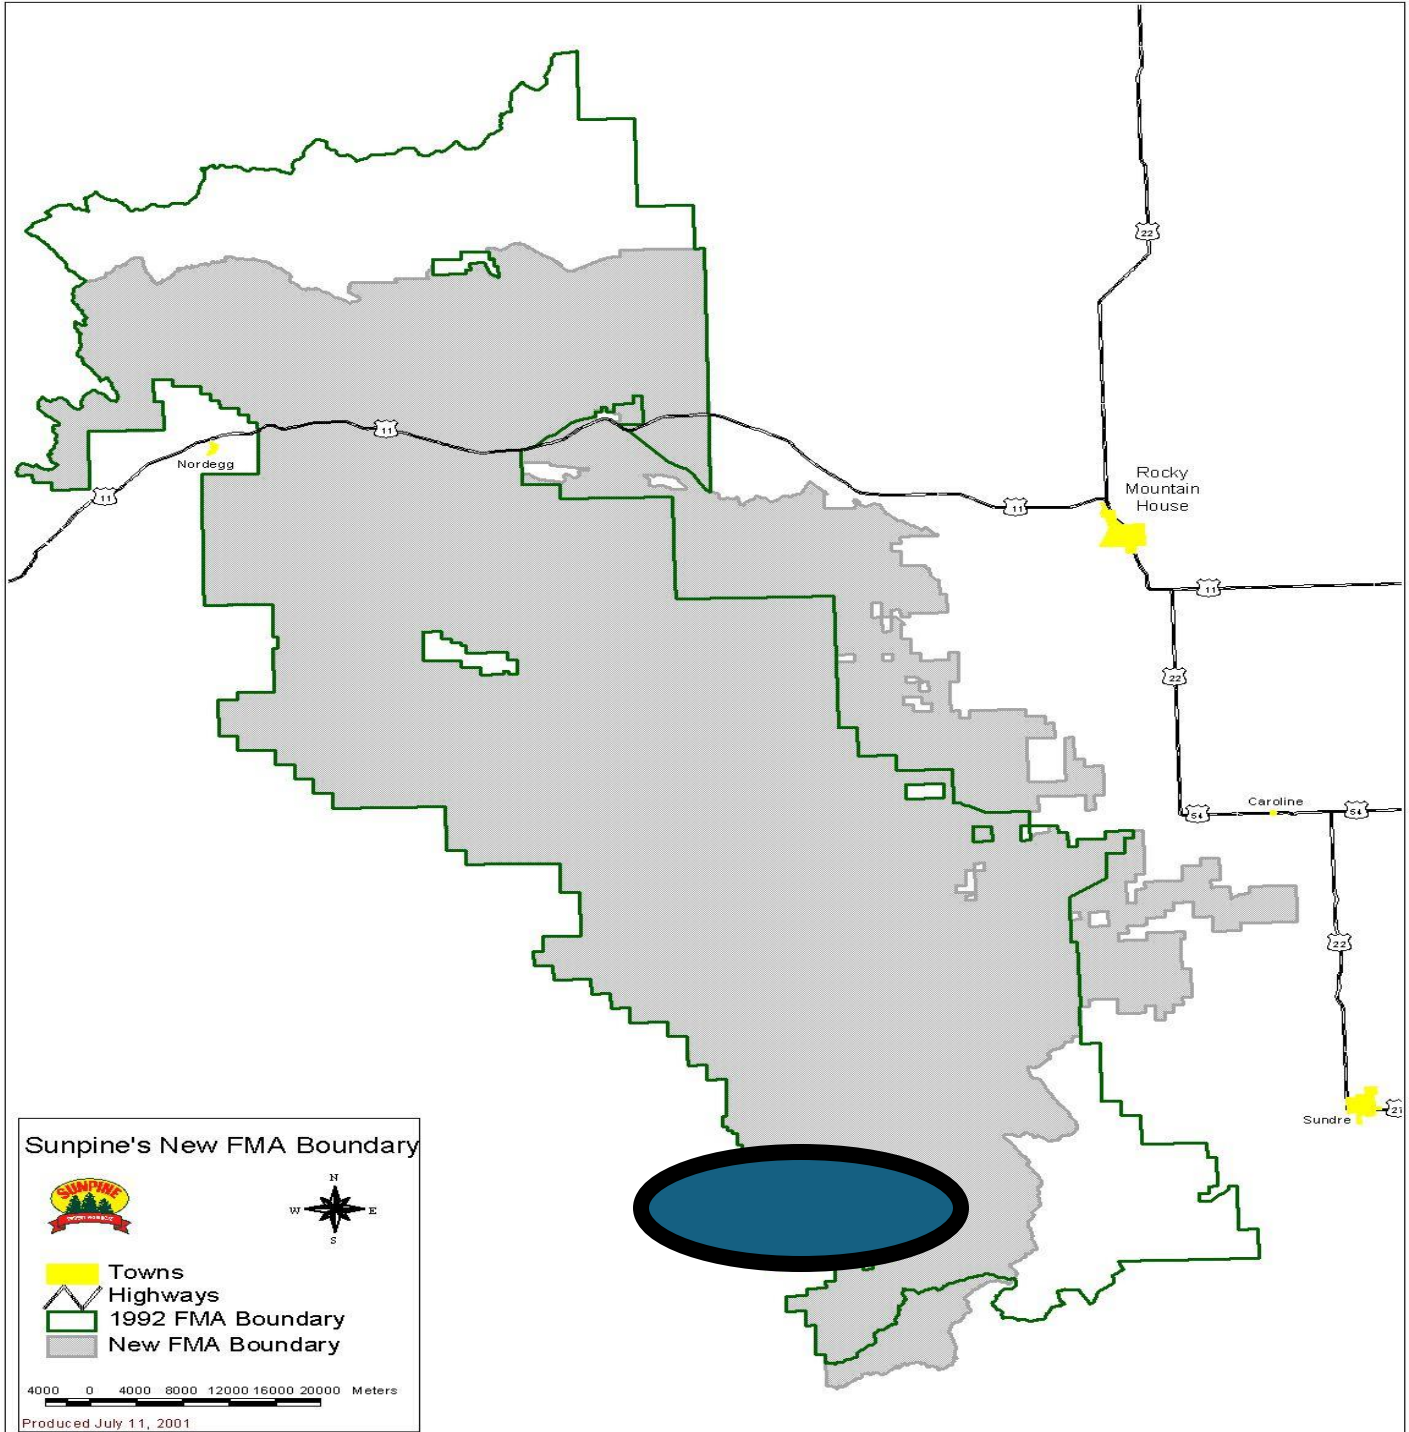 22
11
Nordegg
11
Rocky
Mountain
House
11
11
22
Caroline
54
54
22
Sundre
Sunpine's New FMA Boundary
SUNPINE
N
W
E
S
Towns
Highways
1992 FMA Boundary
New FMA Boundary
4000 0 4000 8000 12000 16000 20000 Meters
Produced July 11, 2001